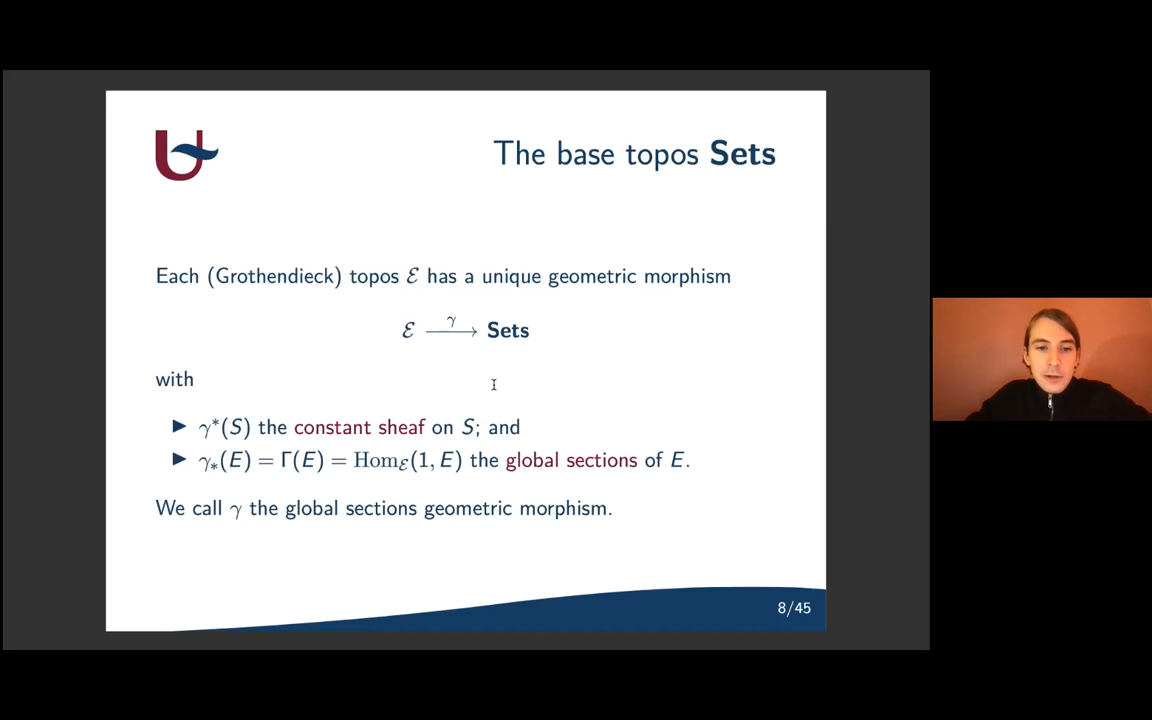 The base topos Sets
Each (Grothendieck) topos ℰ has a unique geometric morphism
ℰ —γ→ Sets
with
▶ γ*(S) the constant sheaf on S; and
▶ γ∗(E) = Γ(E) = Homℰ(1, E) the global sections of E.
We call γ the global sections geometric morphism.
8/45